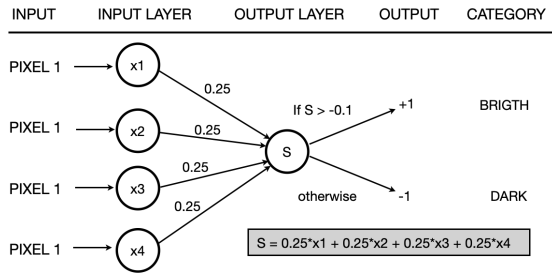 INPUT INPUT LAYER OUTPUT LAYER OUTPUT CATEGORY
PIXEL 1 x1
0.25
If S > -0.1 +1 BRIGTH
PIXEL 1 x2 0.25
S
PIXEL 1 x3 0.25
0.25 otherwise -1 DARK
PIXEL 1 x4
S = 0.25*x1 + 0.25*x2 + 0.25*x3 + 0.25*x4